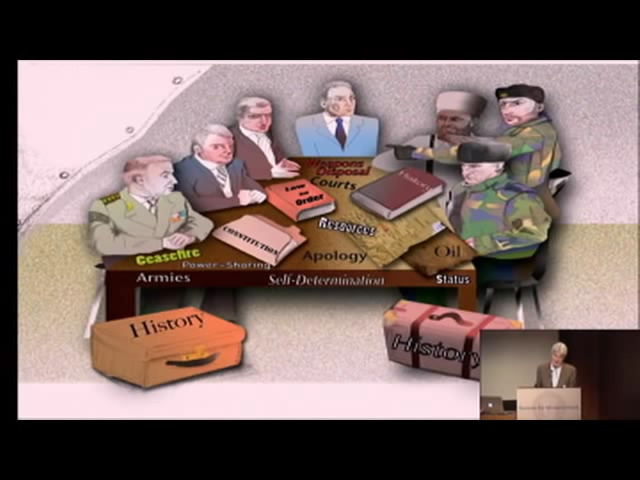 Weapons
Disposal
Courts
Law
Order
History
Resources
CONSTITUTION
Ceasefire
Power-Sharing
Apology
Oil
Armies
Self-Determination
Status
History
History